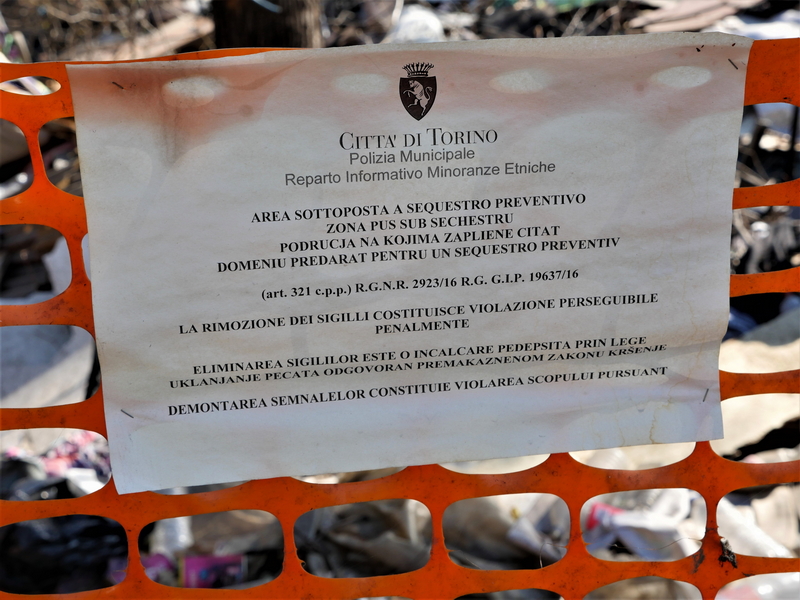 CITTA' DI TORINO
Polizia Municipale
Reparto Informativo Minoranze Etniche
AREA SOTTOPOSTA A SEQUESTRO PREVENTIVO
ZONA PUS SUB SECHESTRU
PODRUCJA NA KOJIMA ZAPLIENE CITAT
DOMENIU PREDARAT PENTRU UN SEQUESTRO PREVENTIV
(art. 321 c.p.p.) R.G.N.R. 2923/16 R.G. G.I.P. 19637/16
LA RIMOZIONE DEI SIGILLI COSTITUISCE VIOLAZIONE PERSEGUIBILE
PENALMENTE
ELIMINAREA SIGILILOR ESTE O INCALCARE PEDEPSITA PRIN LEGE
UKLANJANJE PECATA ODGOVORAN PREMAKAZNENOM ZAKONU KRŠENJE
DEMONTAREA SEMNALELOR CONSTITUIE VIOLAREA SCOPULUI PURSUANT